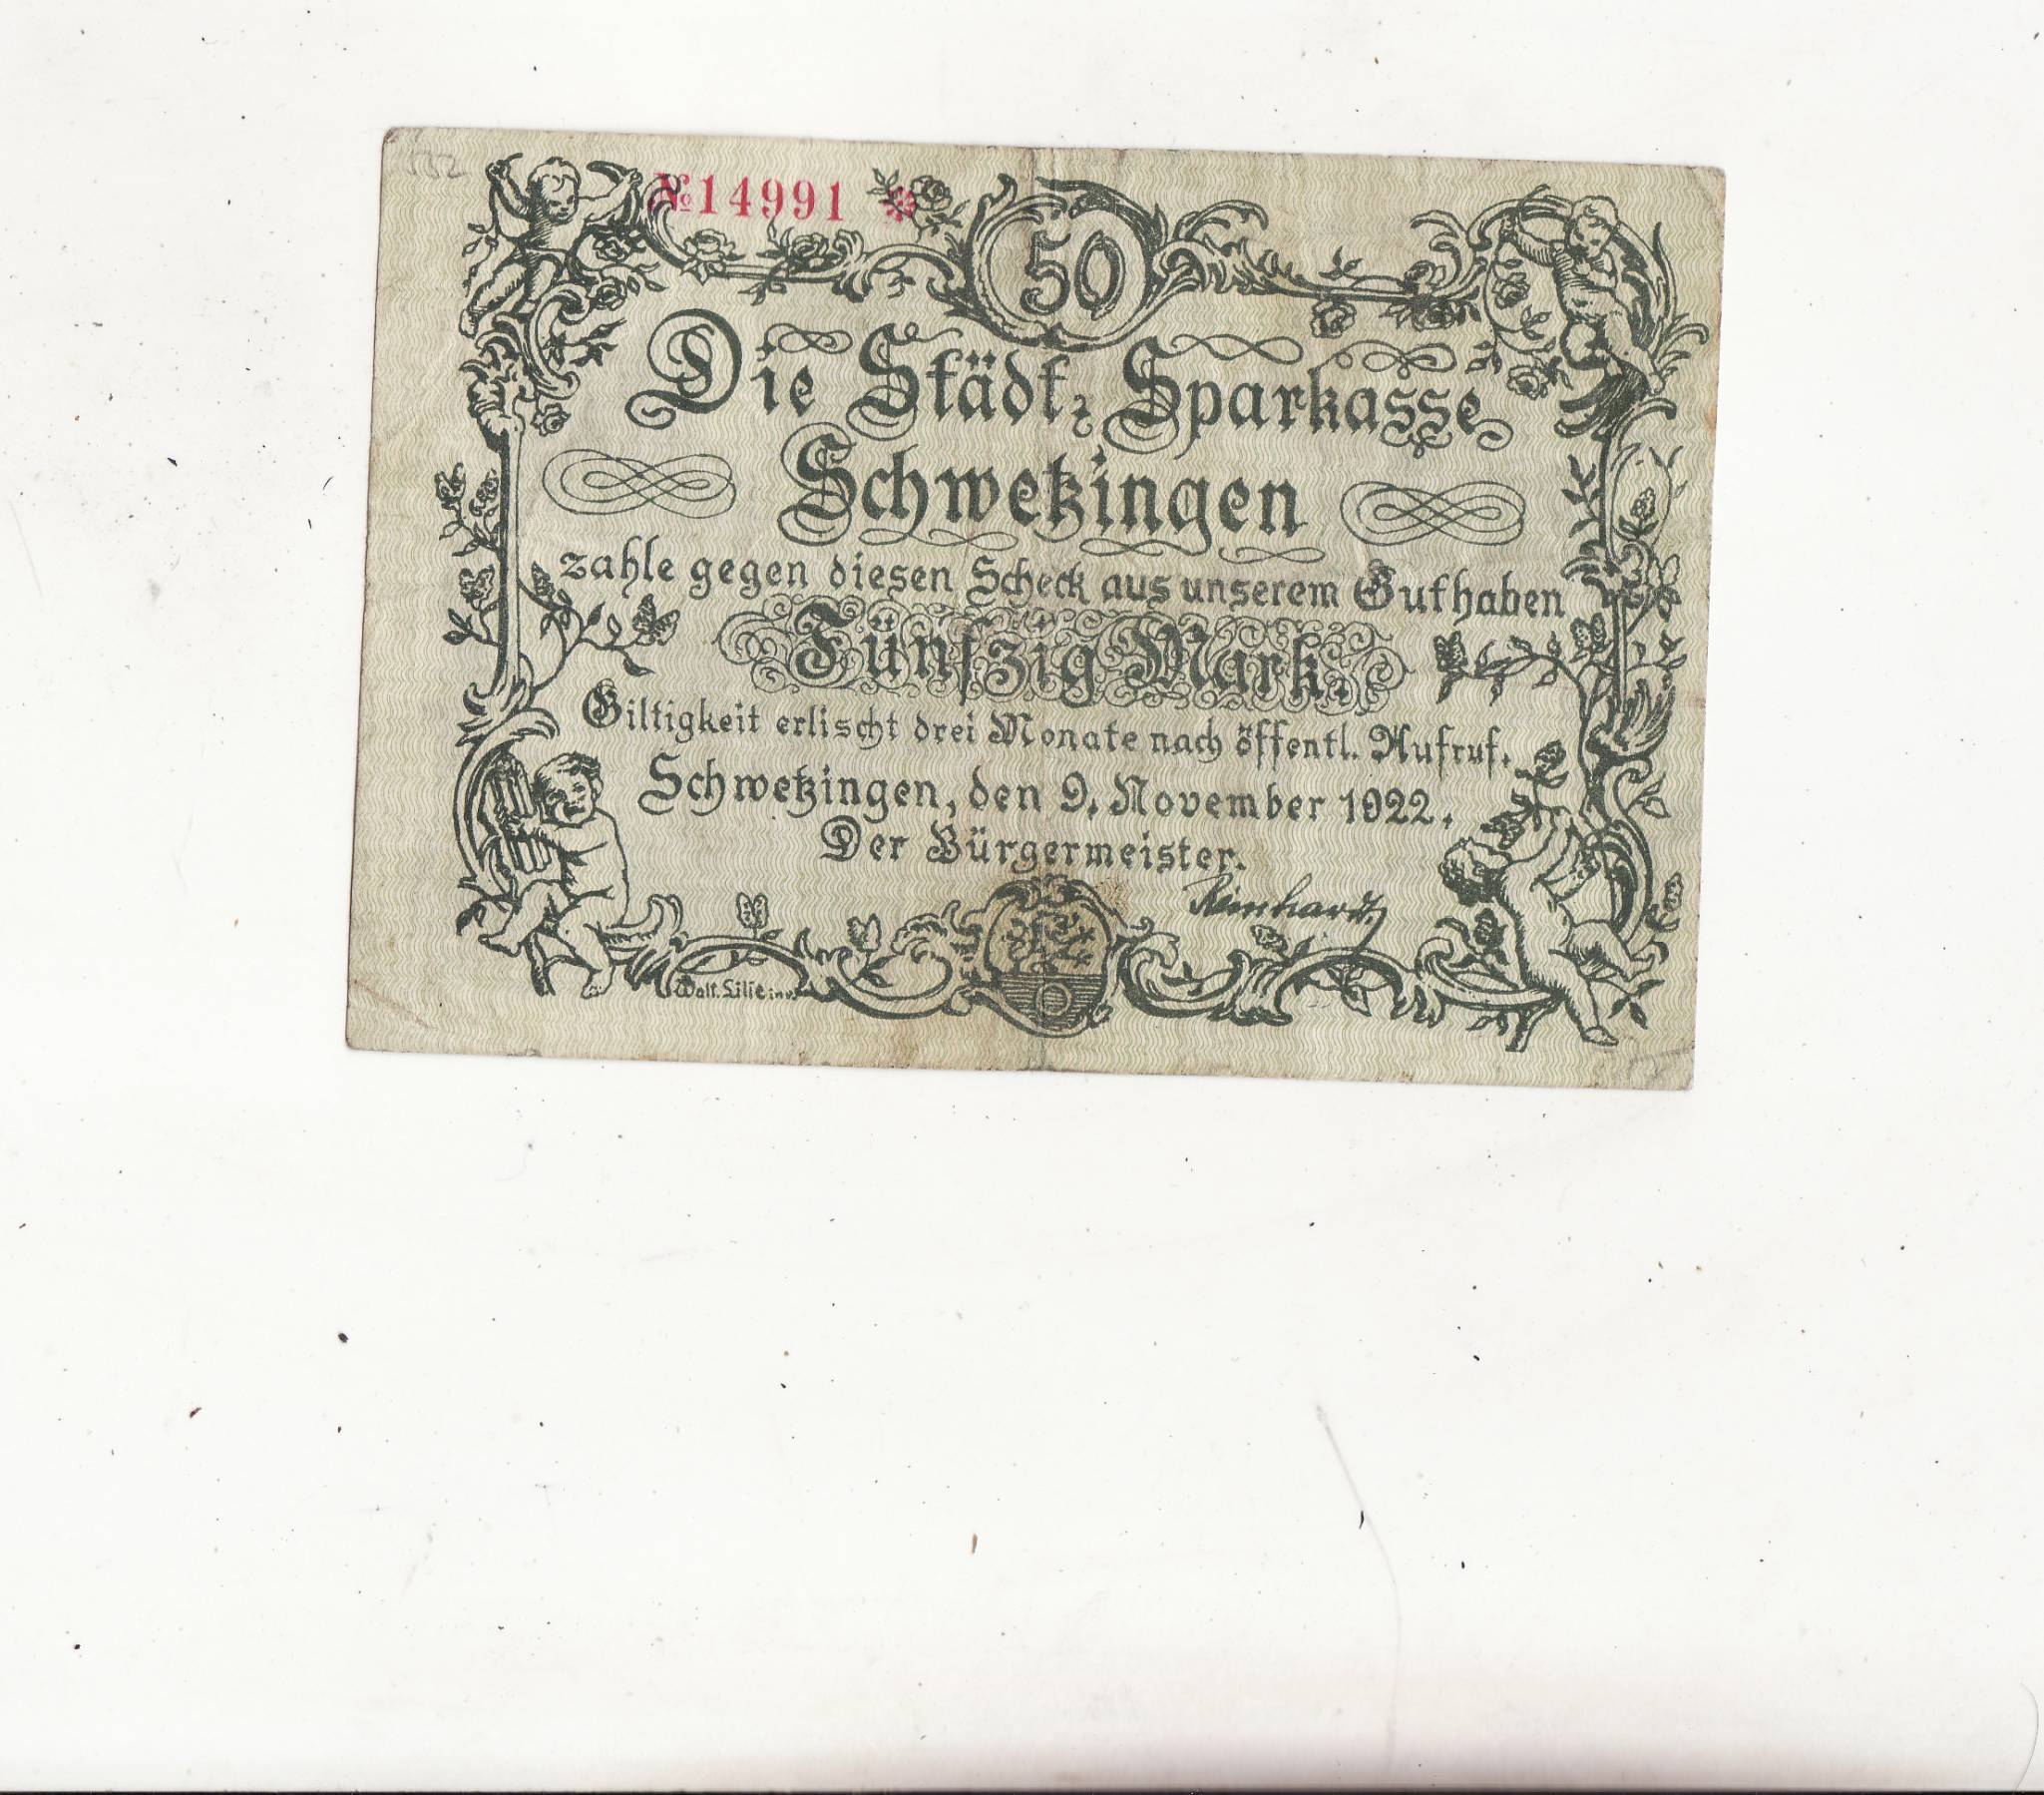 №14991
50
Die Städt. Sparkasse
Schwetzingen
zahle gegen diesen Scheck aus unserem Guthaben
Fünfzig Mark.
Giltigkeit erlischt drei Monate nach öffentl. Aufruf.
Schwetzingen, den 9. November 1922.
Der Bürgermeister.
Reinhardt
Walt. Lilie inv.